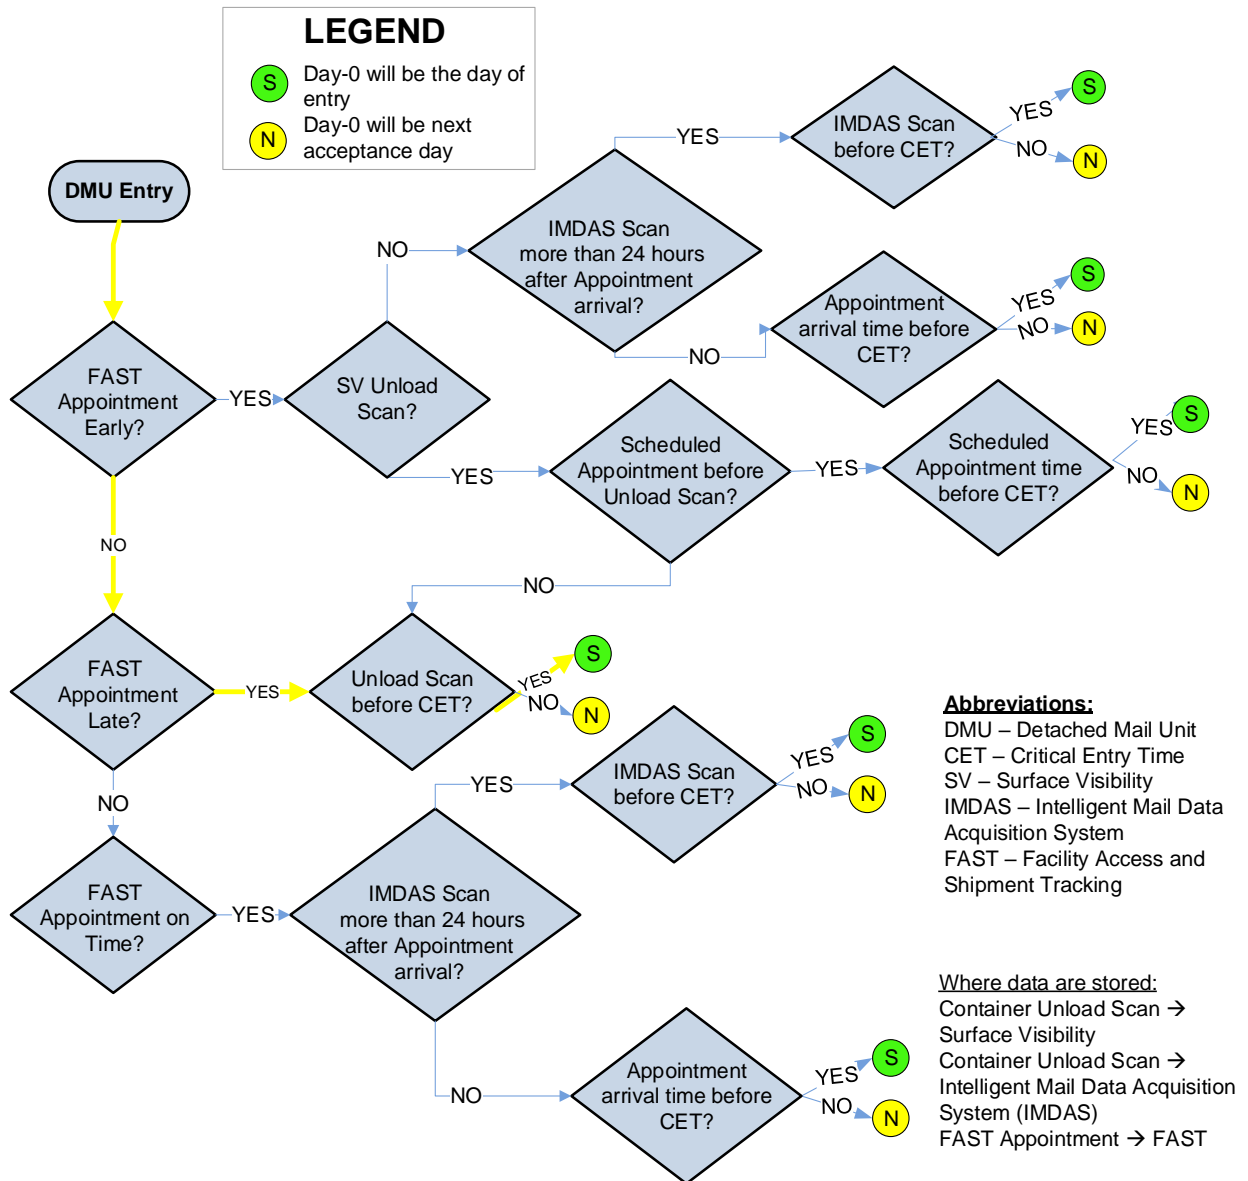 LEGEND
S
Day-0 will be the day of
entry
N
Day-0 will be next
acceptance day
DMU Entry
FAST
Appointment
Early?
YES
NO
SV Unload
Scan?
NO
YES
IMDAS Scan
more than 24 hours
after Appointment
arrival?
YES
NO
IMDAS Scan
before CET?
YES
S
NO
N
Appointment
arrival time before
CET?
YES
S
NO
N
Scheduled
Appointment before
Unload Scan?
YES
NO
Scheduled
Appointment time
before CET?
YES
S
NO
N
FAST
Appointment
Late?
YES
NO
Unload Scan
before CET?
YES
S
NO
N
FAST
Appointment on
Time?
YES
IMDAS Scan
more than 24 hours
after Appointment
arrival?
YES
NO
IMDAS Scan
before CET?
YES
S
NO
N
Appointment
arrival time before
CET?
YES
S
NO
N
Abbreviations:
DMU – Detached Mail Unit
CET – Critical Entry Time
SV – Surface Visibility
IMDAS – Intelligent Mail Data
Acquisition System
FAST – Facility Access and
Shipment Tracking
Where data are stored:
Container Unload Scan →
Surface Visibility
Container Unload Scan →
Intelligent Mail Data Acquisition
System (IMDAS)
FAST Appointment → FAST